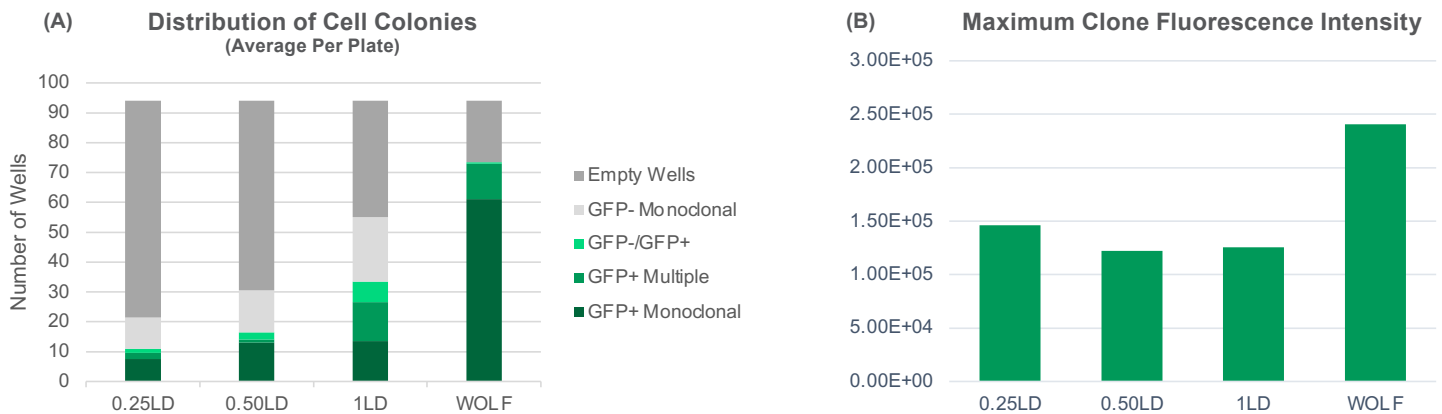 (A) Distribution of Cell Colonies
(Average Per Plate)
Number of Wells
100
90
80
70
60
50
40
30
20
10
0
0.25LD 0.50LD 1LD WOLF
Empty Wells
GFP- Monoclonal
GFP-/GFP+
GFP+ Multiple
GFP+ Monoclonal
(B) Maximum Clone Fluorescence Intensity
3.00E+05
2.50E+05
2.00E+05
1.50E+05
1.00E+05
5.00E+04
0.00E+00
0.25LD 0.50LD 1LD WOLF